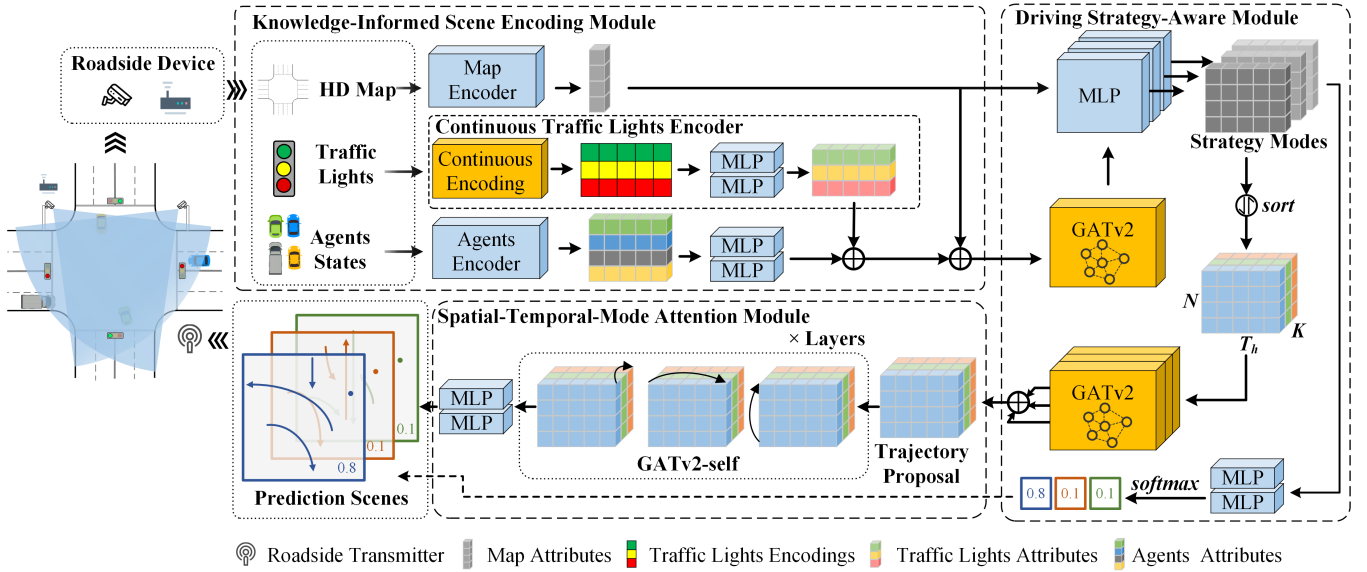 Knowledge-Informed Scene Encoding Module
Driving Strategy-Aware Module
Roadside Device
HD Map
Map
Encoder
MLP
Strategy Modes
Continuous Traffic Lights Encoder
Traffic
Lights
Continuous
Encoding
MLP
MLP
sort
Agents
States
Agents
Encoder
MLP
MLP
GATv2
N
K
T_h
Spatial-Temporal-Mode Attention Module
× Layers
GATv2
MLP
MLP
GATv2-self
Trajectory
Proposal
0.1
0.1
0.8
Prediction Scenes
0.8
0.1
0.1
softmax
MLP
MLP
Roadside Transmitter
Map Attributes
Traffic Lights Encodings
Traffic Lights Attributes
Agents Attributes